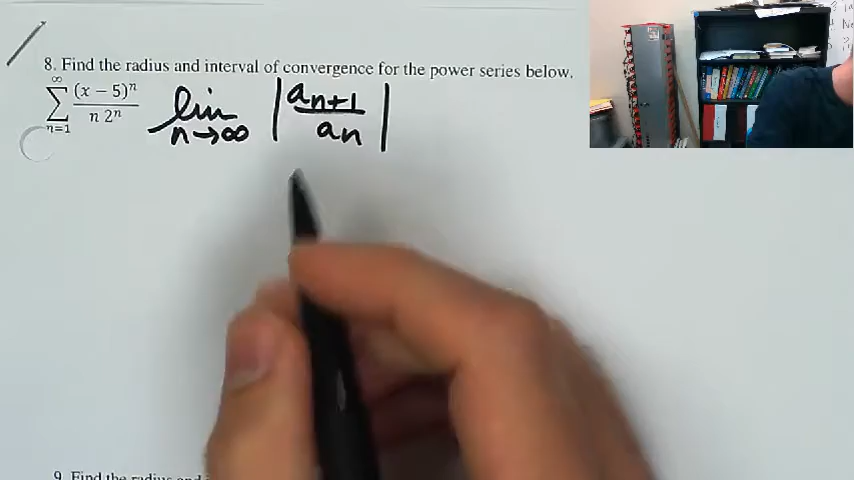 8. Find the radius and interval of convergence for the power series below.
∞ ∑ n=1 (x − 5)ⁿ / n 2ⁿ lim n→∞ | aₙ₊₁ / aₙ |
9. Find the radius and